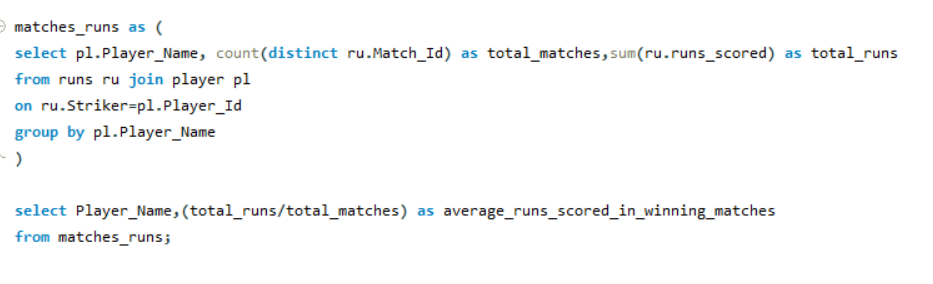 matches_runs as (
select pl.Player_Name, count(distinct ru.Match_Id) as total_matches,sum(ru.runs_scored) as total_runs
from runs ru join player pl
on ru.Striker=pl.Player_Id
group by pl.Player_Name
)
select Player_Name,(total_runs/total_matches) as average_runs_scored_in_winning_matches
from matches_runs;